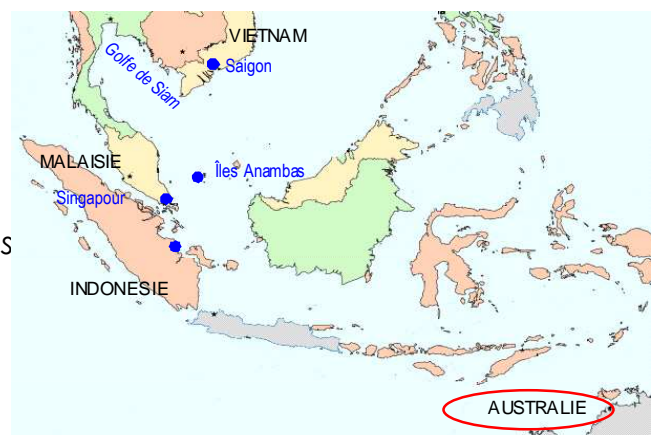 VIETNAM
Golfe de Siam
Saigon
MALAISIE
Îles Anambas
Singapour
S
INDONESIE
AUSTRALIE